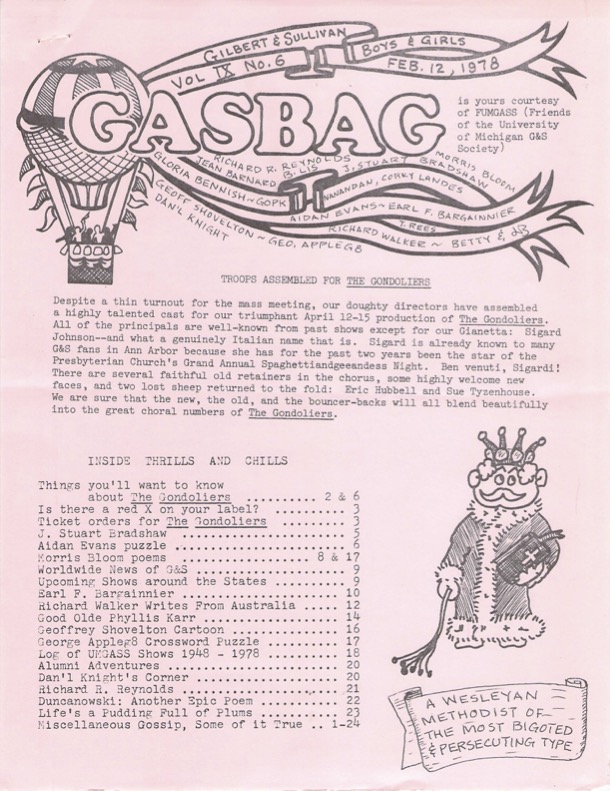 GILBERT & SULLIVAN BOYS & GIRLS
VOL IX No. 6 FEB. 12, 1978
GASBAG
is yours courtesy
of FUMGASS (Friends
of the University
of Michigan G&S
Society)
RICHARD R. REYNOLDS J. STUART BRADSHAW MORRIS BLOOM
JEAN BARNARD B. LIS
GLORIA BENNISH ~ GOPK NANANDAN, CORKY LANDES
AIDAN EVANS ~ EARL F. BARGAINNIER
GEOFF SHOVELTON ~ GEO. APPLEG8 T. REES
DAN'L KNIGHT RICHARD WALKER ~ BETTY &
TROOPS ASSEMBLED FOR THE GONDOLIERS
Despite a thin turnout for the mass meeting, our doughty directors have assembled
a highly talented cast for our triumphant April 12-15 production of The Gondoliers.
All of the principals are well-known from past shows except for our Gianetta: Sigard
Johnson--and what a genuinely Italian name that is. Sigard is already known to many
G&S fans in Ann Arbor because she has for the past two years been the star of the
Presbyterian Church's Grand Annual Spaghettiandgeeandess Night. Ben venuti, Sigardi!
There are several faithful old retainers in the chorus, some highly welcome new
faces, and two lost sheep returned to the fold: Eric Hubbell and Sue Tyzenhouse.
We are sure that the new, the old, and the bouncer-backs will all blend beautifully
into the great choral numbers of The Gondoliers.
INSIDE THRILLS AND CHILLS
Things you'll want to know
about The Gondoliers .......... 2 & 6
Is there a red X on your label? ..... 3
Ticket orders for The Gondoliers ..... 3
J. Stuart Bradshaw .................. 5
Aidan Evans puzzle .................. 6
Morris Bloom poems ............. 8 & 17
Worldwide News of G&S ............... 9
Upcoming Shows around the States .... 9
Earl F. Bargainnier ................. 10
Richard Walker Writes From Australia .... 12
Good Olde Phyllis Karr .............. 14
Geoffrey Shovelton Cartoon .......... 16
George Appleg8 Crossword Puzzle ..... 17
Log of UMGASS Shows 1948 - 1978 ..... 18
Alumni Adventures ................... 20
Dan'l Knight's Corner ............... 20
Richard R. Reynolds ................. 21
Duncanowski: Another Epic Poem ...... 22
Life's a Pudding Full of Plums ...... 23
Miscellaneous Gossip, Some of it True .. 1-24
A WESLEYAN
METHODIST OF
THE MOST BIGOTED
& PERSECUTING TYPE